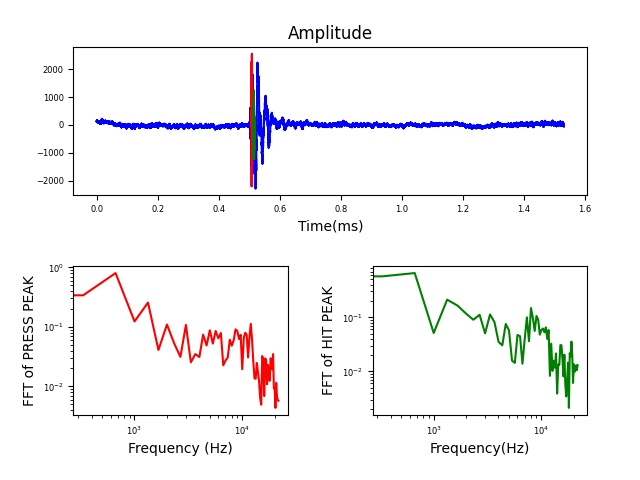 Amplitude
2000
1000
0
−1000
−2000
0.0 0.2 0.4 0.6 0.8 1.0 1.2 1.4 1.6
Time(ms)
FFT of PRESS PEAK
10⁰
10⁻¹
10⁻²
10³ 10⁴
Frequency (Hz)
FFT of HIT PEAK
10⁻¹
10⁻²
10³ 10⁴
Frequency(Hz)